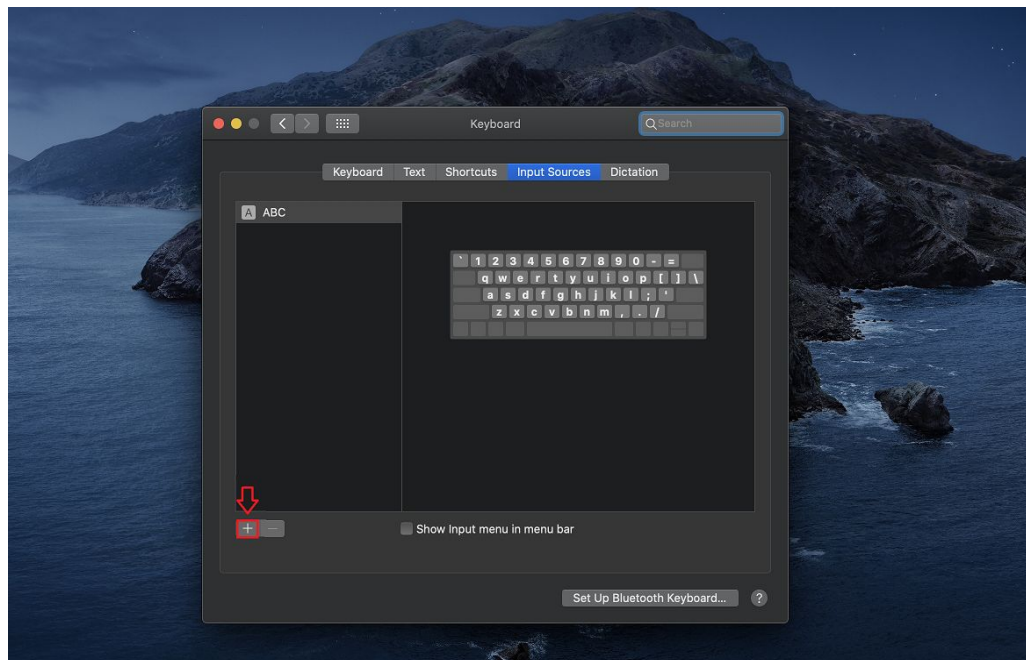 Keyboard
Search
Keyboard Text Shortcuts Input Sources Dictation
A ABC
` 1 2 3 4 5 6 7 8 9 0 - =
q w e r t y u i o p [ ] \
a s d f g h j k l ; '
z x c v b n m , . /
+ −
Show Input menu in menu bar
Set Up Bluetooth Keyboard... ?